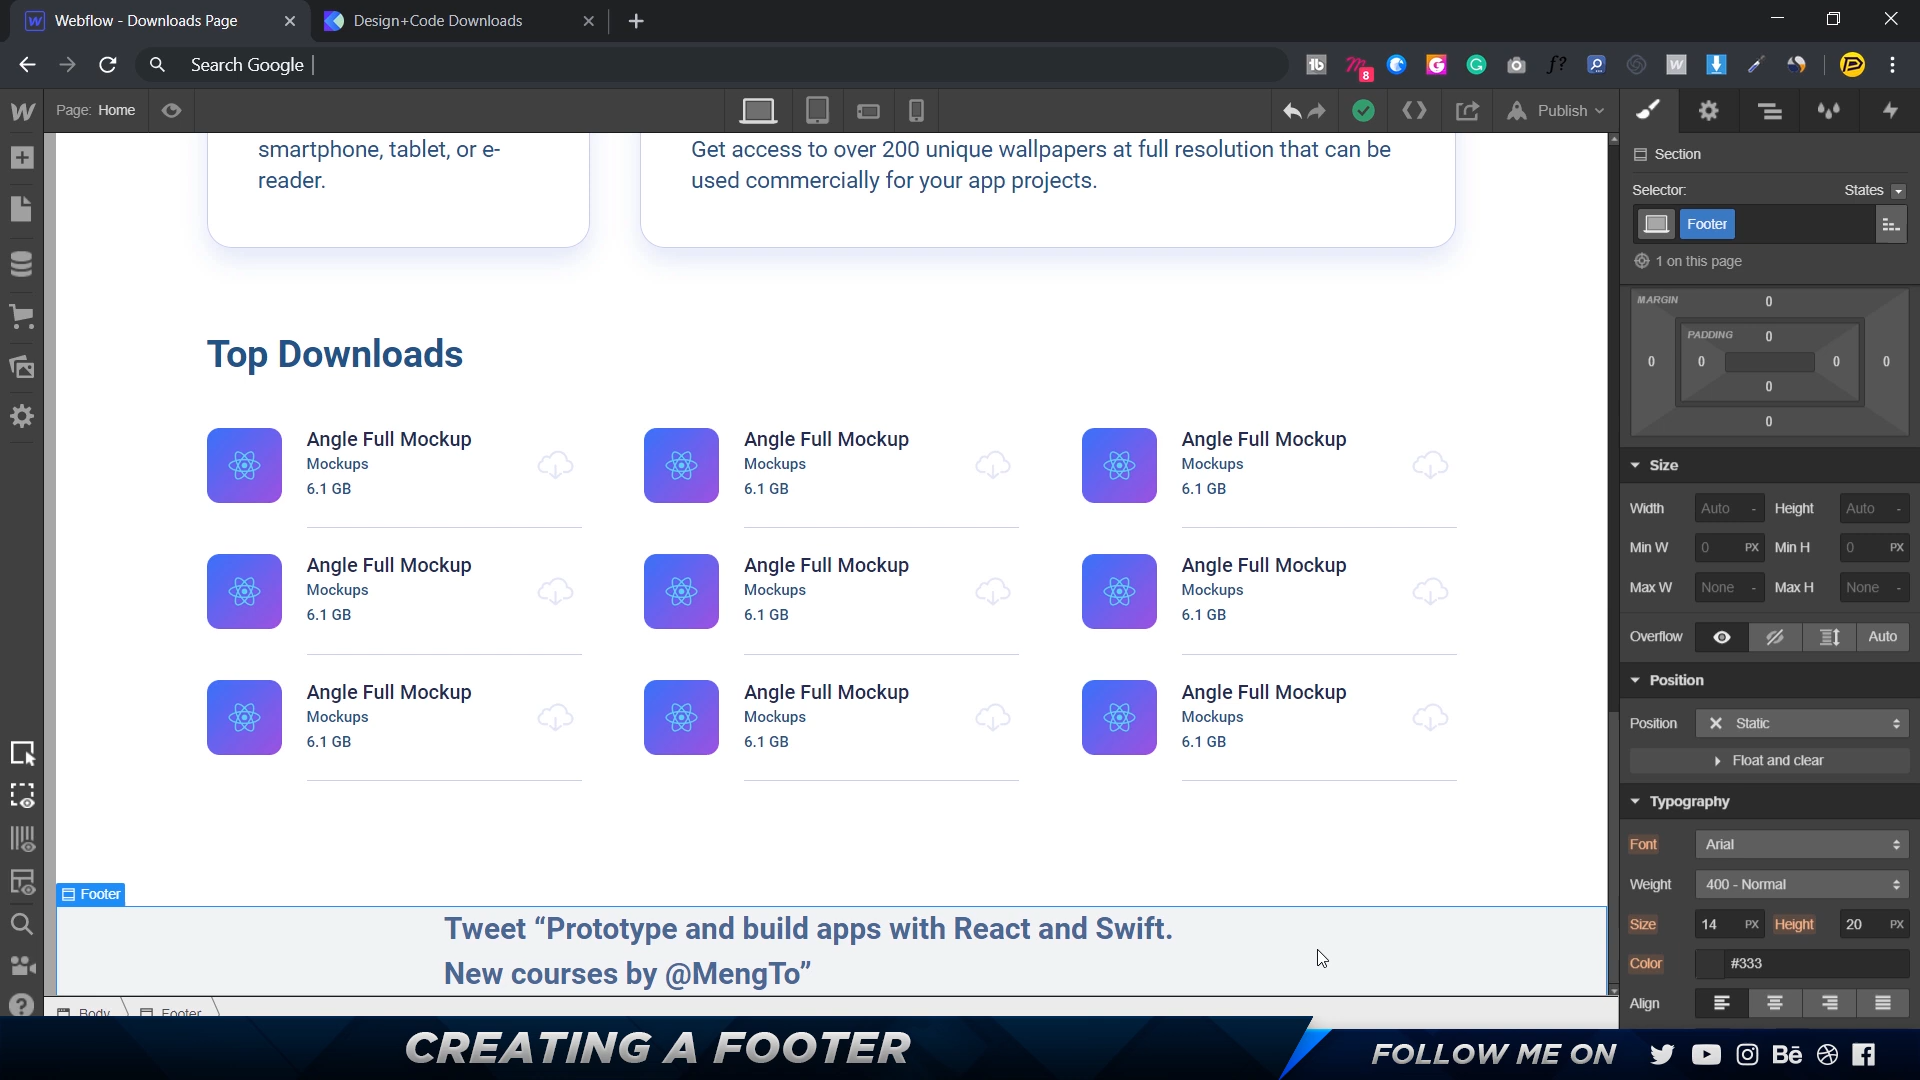 Webflow - Downloads Page
Design+Code Downloads
Search Google
8
Page: Home
Publish
smartphone, tablet, or e-
reader.
Get access to over 200 unique wallpapers at full resolution that can be
used commercially for your app projects.
Top Downloads
Angle Full Mockup
Mockups
6.1 GB
Angle Full Mockup
Mockups
6.1 GB
Angle Full Mockup
Mockups
6.1 GB
Angle Full Mockup
Mockups
6.1 GB
Angle Full Mockup
Mockups
6.1 GB
Angle Full Mockup
Mockups
6.1 GB
Angle Full Mockup
Mockups
6.1 GB
Angle Full Mockup
Mockups
6.1 GB
Angle Full Mockup
Mockups
6.1 GB
Footer
Tweet “Prototype and build apps with React and Swift.
New courses by @MengTo”
Body Footer
Section
Selector: States
Footer
1 on this page
MARGIN 0
PADDING 0
0 0 0 0
0
0
Size
Width Auto - Height Auto -
Min W 0 PX Min H 0 PX
Max W None - Max H None -
Overflow Auto
Position
Position Static
Float and clear
Typography
Font Arial
Weight 400 - Normal
Size 14 PX Height 20 PX
Color #333
Align
CREATING A FOOTER
FOLLOW ME ON